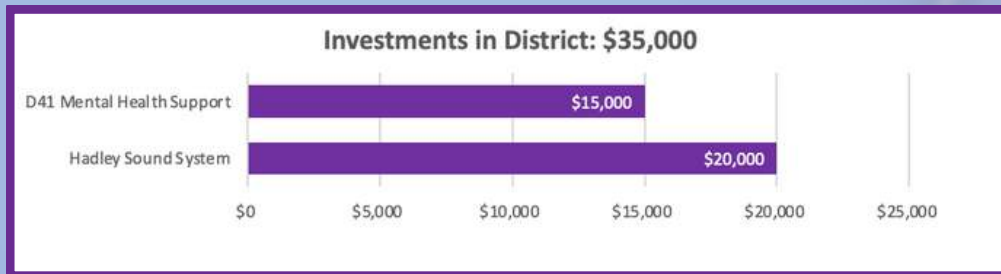 Investments in District: $35,000
D41 Mental Health Support
$15,000
Hadley Sound System
$20,000
$0 $5,000 $10,000 $15,000 $20,000 $25,000